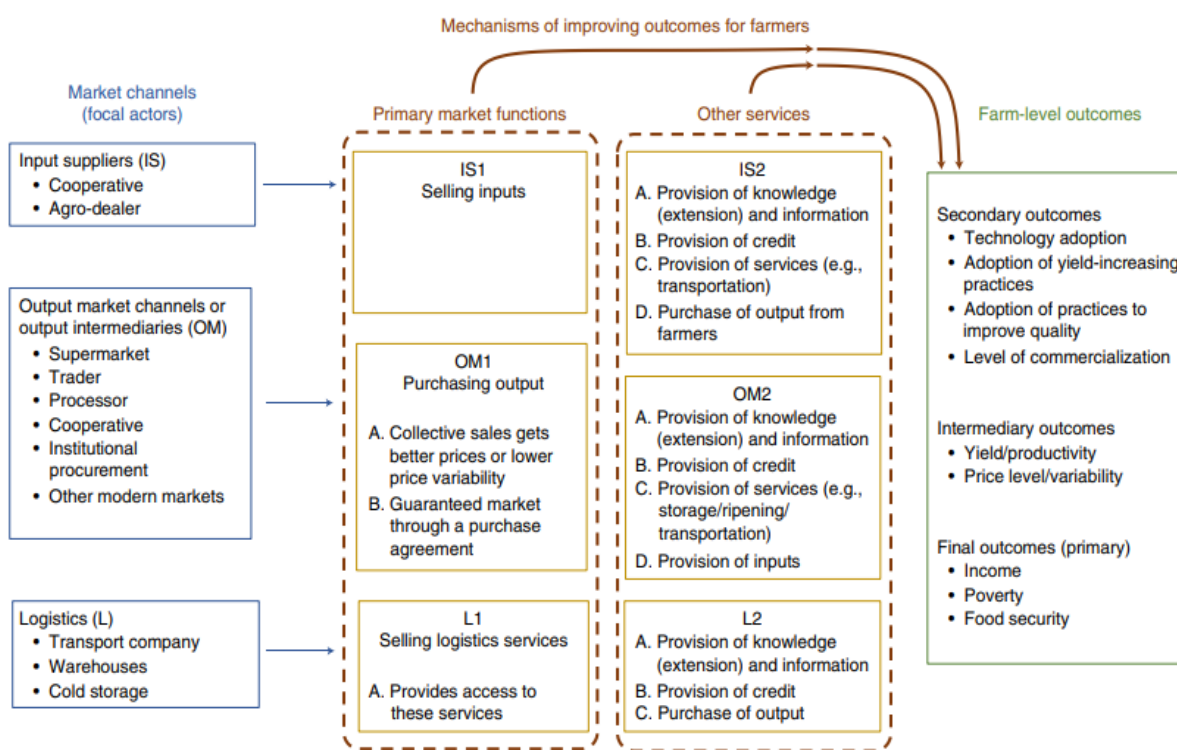 Mechanisms of improving outcomes for farmers
Market channels
(focal actors)
Primary market functions
Other services
Farm-level outcomes
Input suppliers (IS)
• Cooperative
• Agro-dealer
IS1
Selling inputs
IS2
A. Provision of knowledge
(extension) and information
B. Provision of credit
C. Provision of services (e.g.,
transportation)
D. Purchase of output from
farmers
Output market channels or
output intermediaries (OM)
• Supermarket
• Trader
• Processor
• Cooperative
• Institutional
procurement
• Other modern markets
OM1
Purchasing output
A. Collective sales gets
better prices or lower
price variability
B. Guaranteed market
through a purchase
agreement
OM2
A. Provision of knowledge
(extension) and information
B. Provision of credit
C. Provision of services (e.g.,
storage/ripening/
transportation)
D. Provision of inputs
Logistics (L)
• Transport company
• Warehouses
• Cold storage
L1
Selling logistics services
A. Provides access to
these services
L2
A. Provision of knowledge
(extension) and information
B. Provision of credit
C. Purchase of output
Secondary outcomes
• Technology adoption
• Adoption of yield-increasing
practices
• Adoption of practices to
improve quality
• Level of commercialization
Intermediary outcomes
• Yield/productivity
• Price level/variability
Final outcomes (primary)
• Income
• Poverty
• Food security